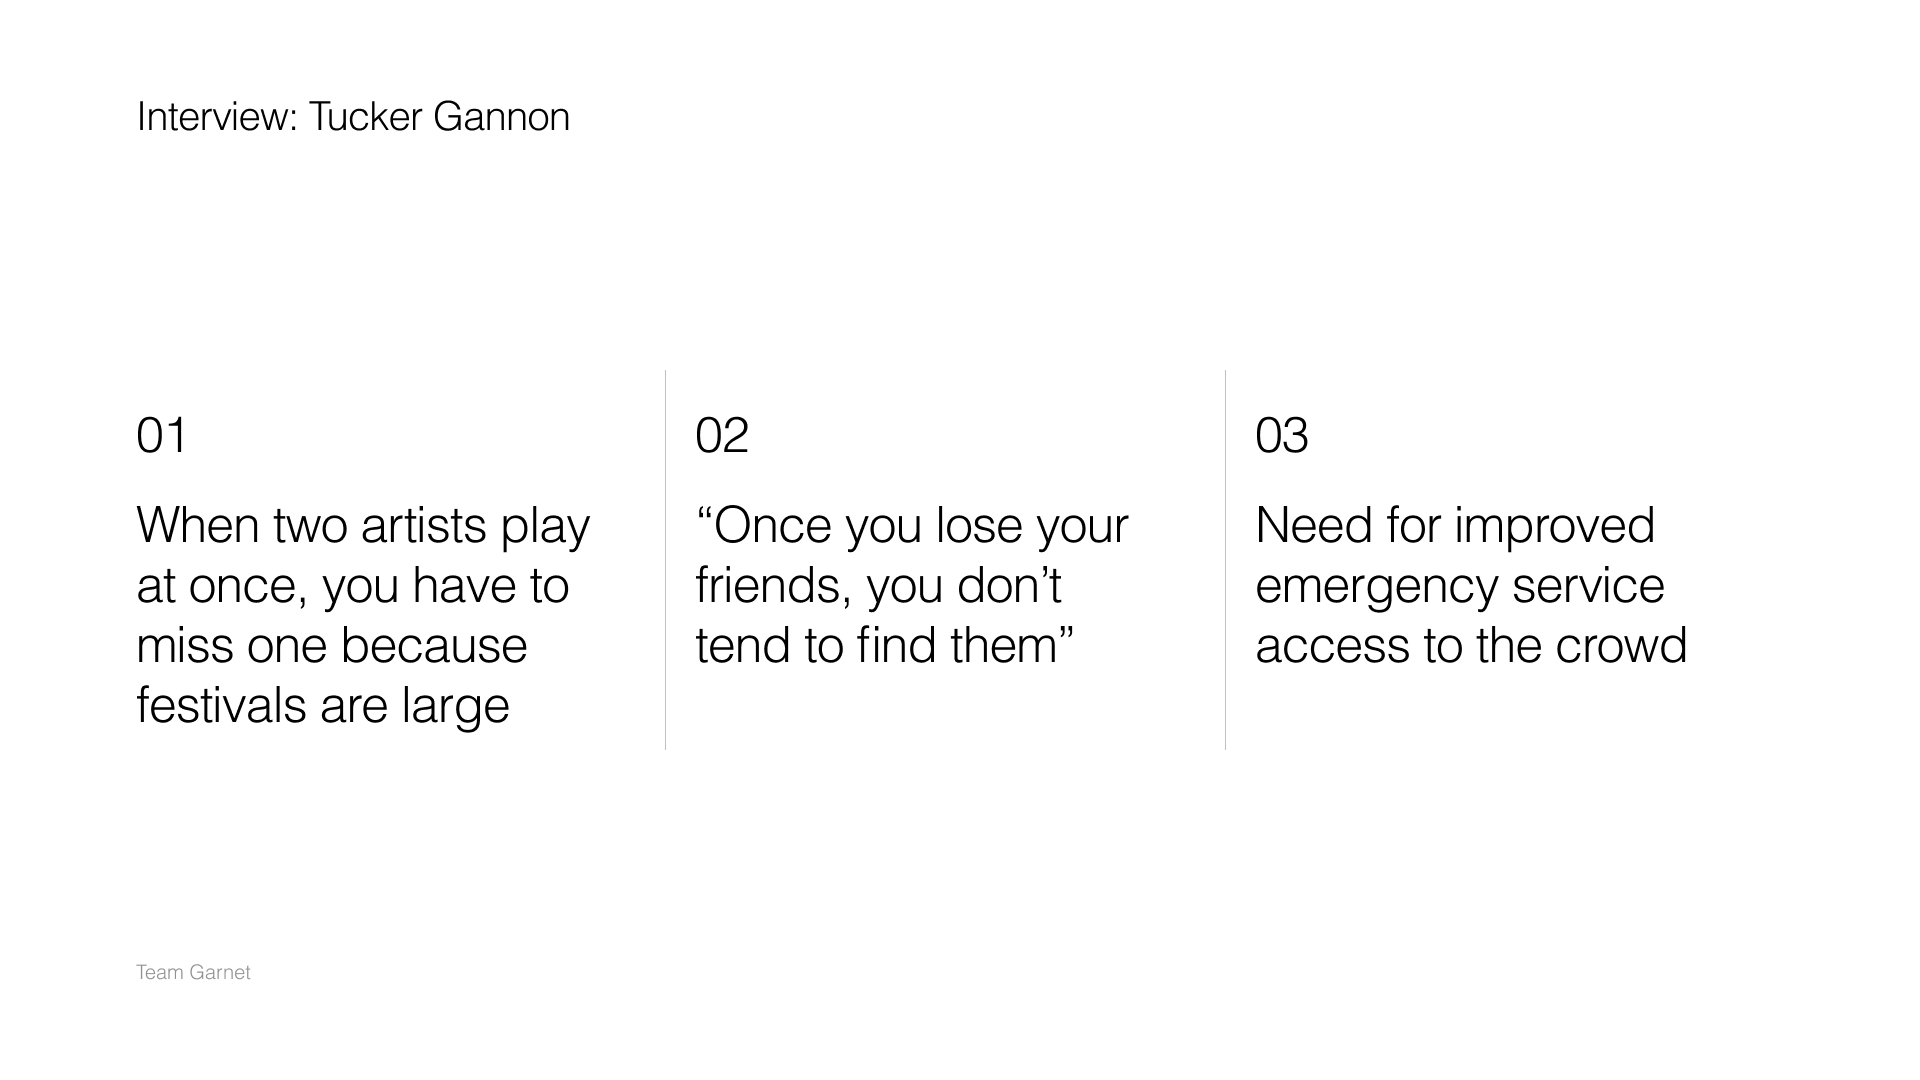 Interview: Tucker Gannon
01
When two artists play
at once, you have to
miss one because
festivals are large
02
“Once you lose your
friends, you don’t
tend to find them”
03
Need for improved
emergency service
access to the crowd
Team Garnet